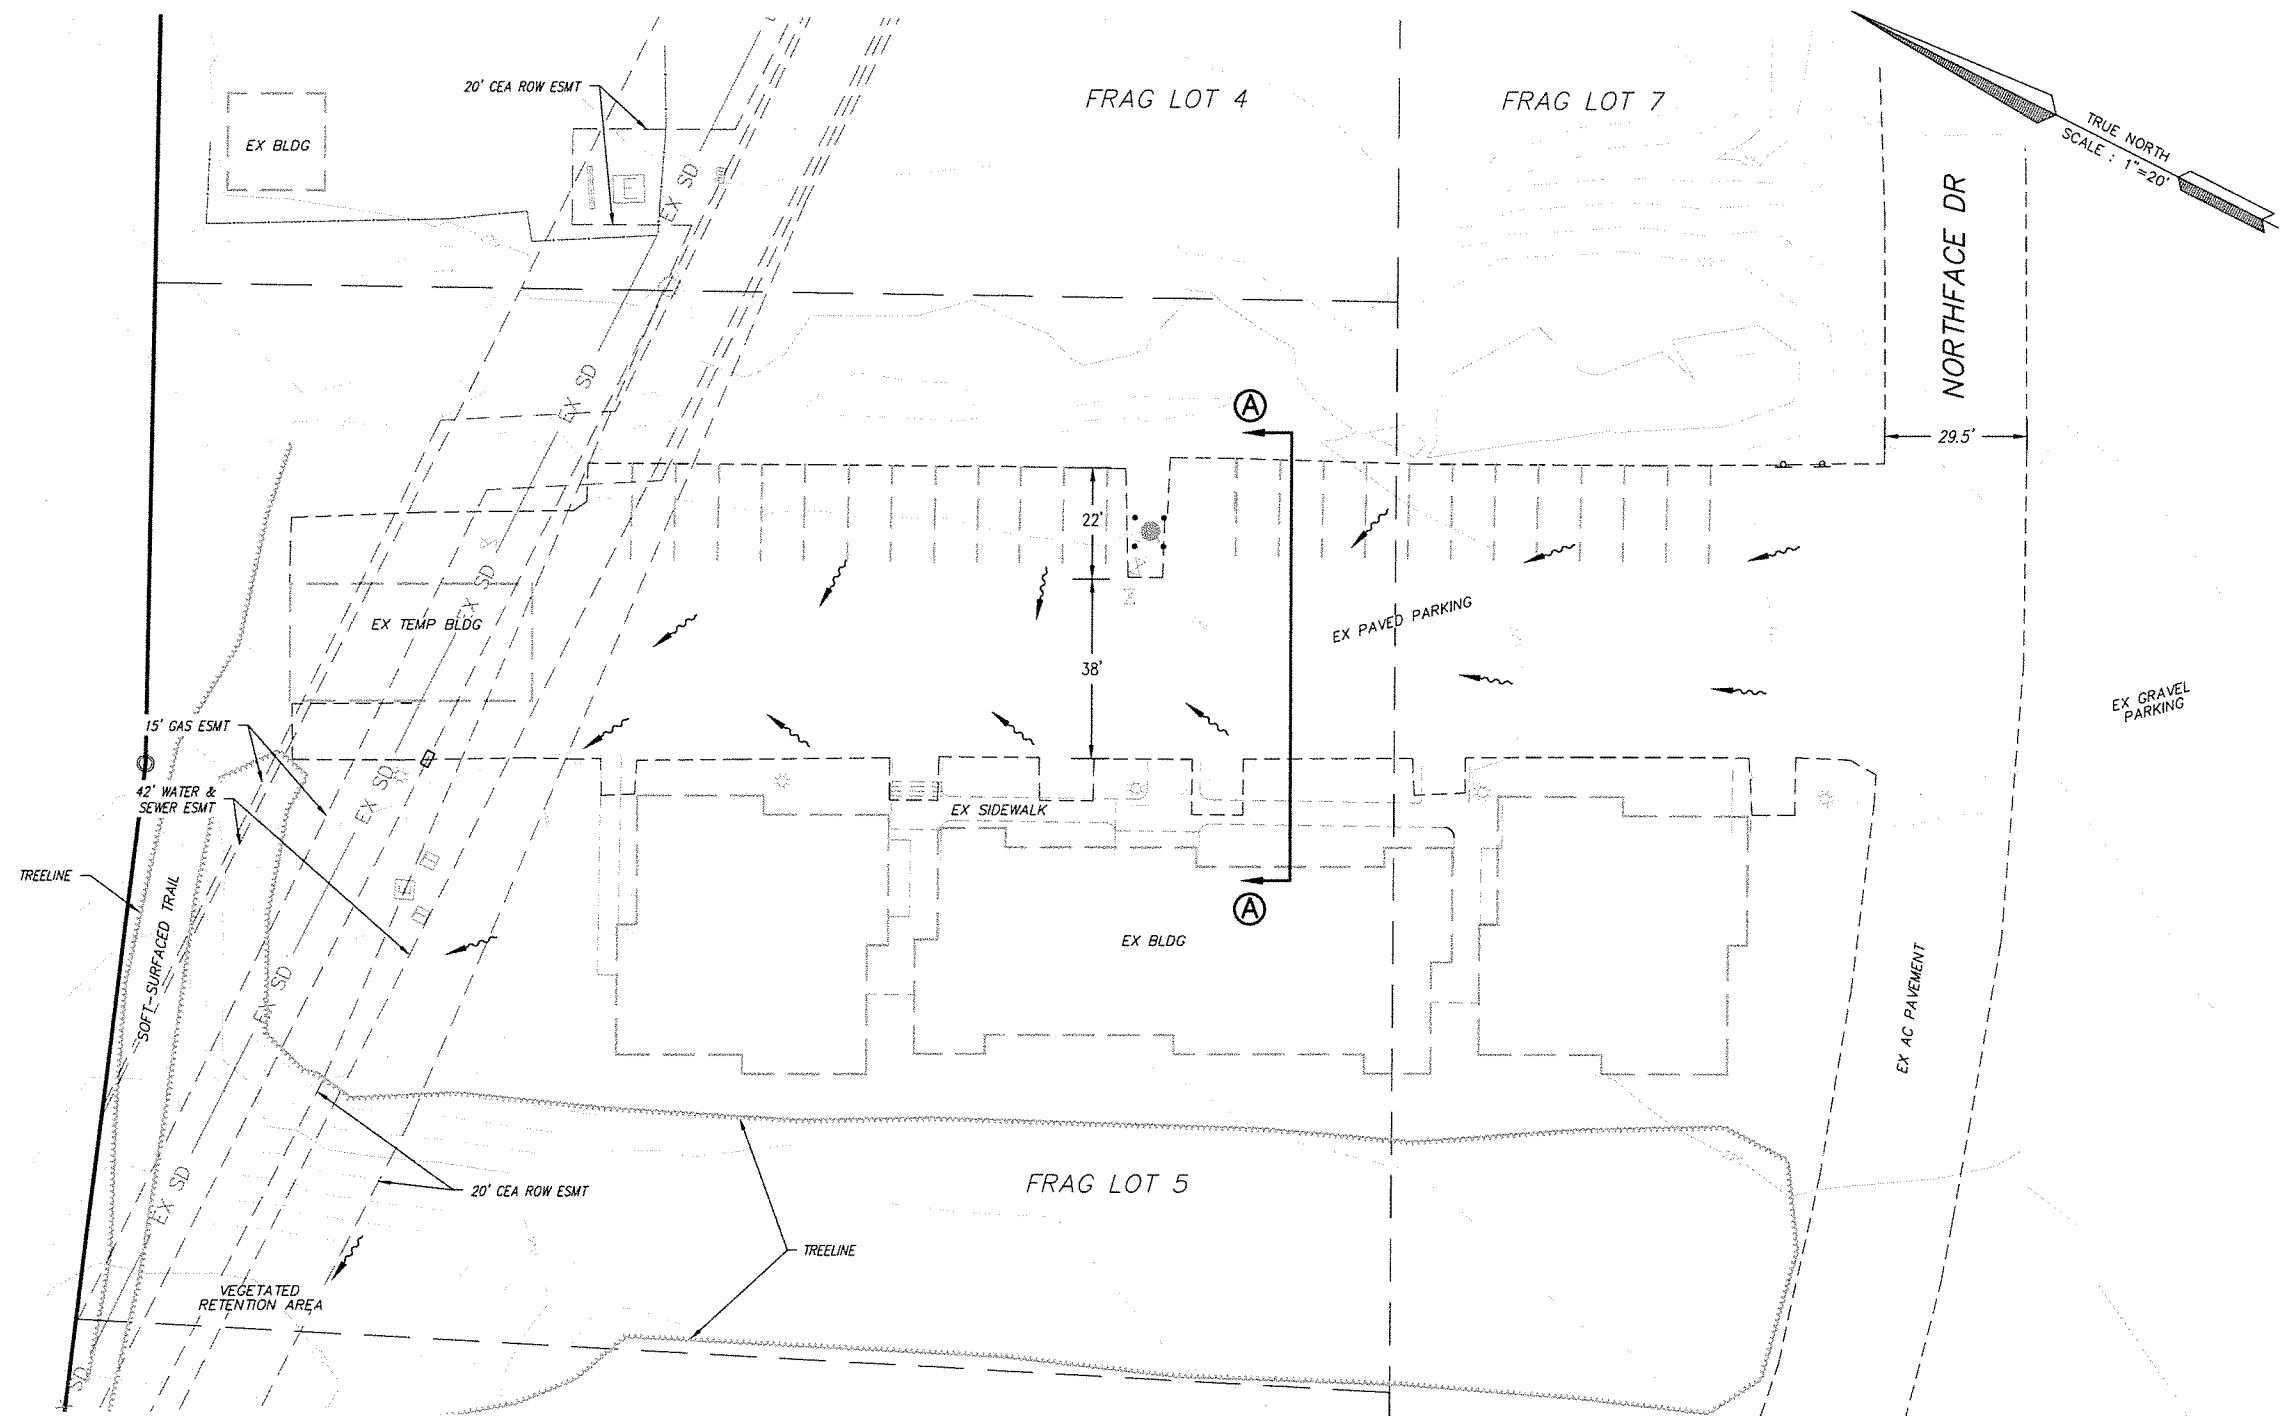 20' CEA ROW ESMT
FRAG LOT 4
FRAG LOT 7
TRUE NORTH
SCALE : 1"=20'
EX BLDG
EX SD
NORTHFACE DR
EX SD
A
29.5'
22'
EX SD
EX TEMP BLDG
EX PAVED PARKING
38'
EX GRAVEL
PARKING
15' GAS ESMT
EX SD
42' WATER &
SEWER ESMT
EX SIDEWALK
TREELINE
SOFT-SURFACED TRAIL
A
EX BLDG
EX SD
EX AC PAVEMENT
EX SD
20' CEA ROW ESMT
FRAG LOT 5
TREELINE
VEGETATED
RETENTION AREA
SD